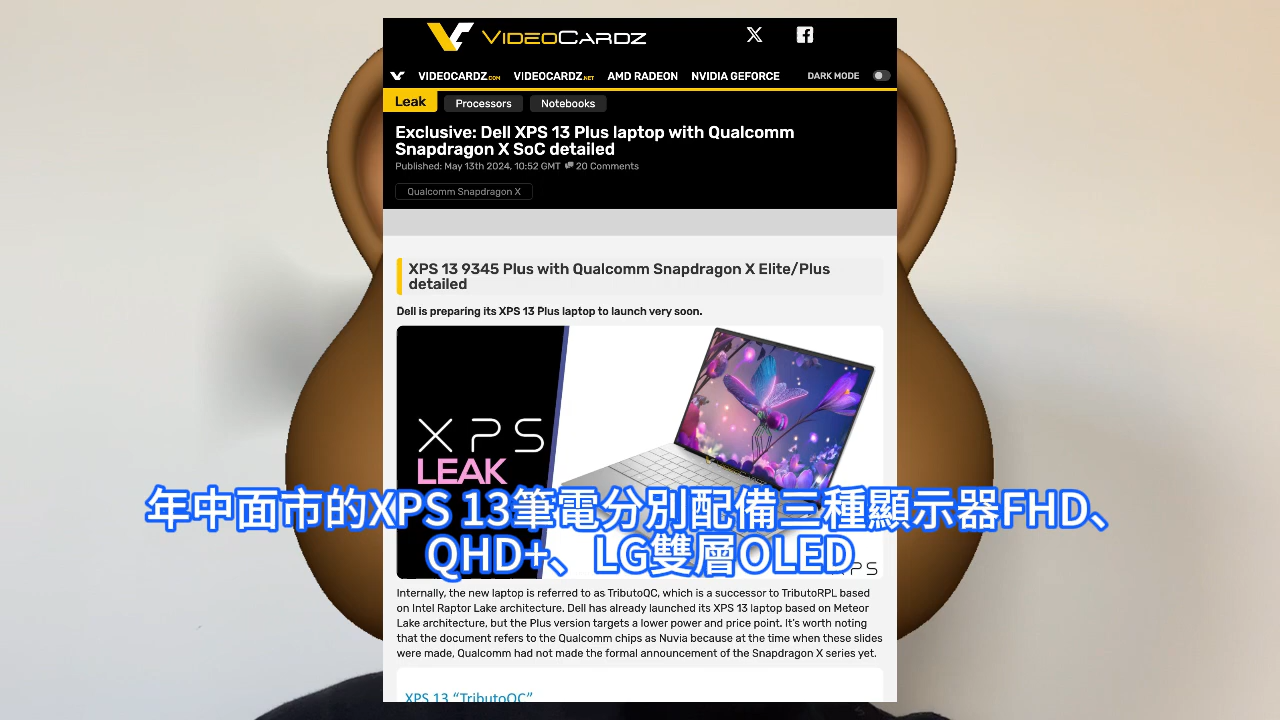 VIDEOCARDZ
VIDEOCARDZ.COM VIDEOCARDZ.NET AMD RADEON NVIDIA GEFORCE DARK MODE
Leak Processors Notebooks
Exclusive: Dell XPS 13 Plus laptop with Qualcomm
Snapdragon X SoC detailed
Published: May 13th 2024, 10:52 GMT 20 Comments
Qualcomm Snapdragon X
XPS 13 9345 Plus with Qualcomm Snapdragon X Elite/Plus
detailed
Dell is preparing its XPS 13 Plus laptop to launch very soon.
XPS
LEAK
年中面市的XPS 13筆電分別配備三種顯示器FHD、
QHD+、LG雙層OLED
XPS
Internally, the new laptop is referred to as TributoQC, which is a successor to TributoRPL based
on Intel Raptor Lake architecture. Dell has already launched its XPS 13 laptop based on Meteor
Lake architecture, but the Plus version targets a lower power and price point. It's worth noting
that the document refers to the Qualcomm chips as Nuvia because at the time when these slides
were made, Qualcomm had not made the formal announcement of the Snapdragon X series yet.
XPS 13 “TributoQC”